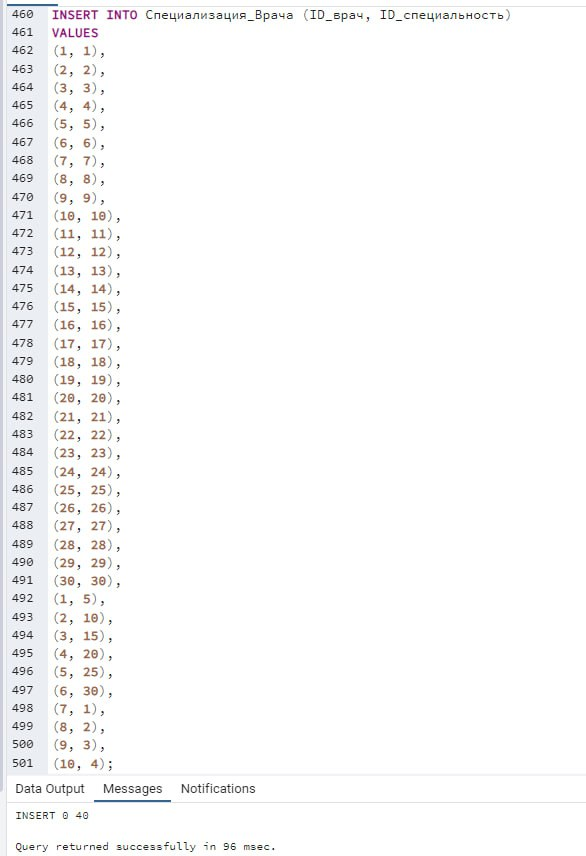 460 INSERT INTO Специализация_Врача (ID_врач, ID_специальность)
461 VALUES
462 (1, 1),
463 (2, 2),
464 (3, 3),
465 (4, 4),
466 (5, 5),
467 (6, 6),
468 (7, 7),
469 (8, 8),
470 (9, 9),
471 (10, 10),
472 (11, 11),
473 (12, 12),
474 (13, 13),
475 (14, 14),
476 (15, 15),
477 (16, 16),
478 (17, 17),
479 (18, 18),
480 (19, 19),
481 (20, 20),
482 (21, 21),
483 (22, 22),
484 (23, 23),
485 (24, 24),
486 (25, 25),
487 (26, 26),
488 (27, 27),
489 (28, 28),
490 (29, 29),
491 (30, 30),
492 (1, 5),
493 (2, 10),
494 (3, 15),
495 (4, 20),
496 (5, 25),
497 (6, 30),
498 (7, 1),
499 (8, 2),
500 (9, 3),
501 (10, 4);
Data Output Messages Notifications
INSERT 0 40
Query returned successfully in 96 msec.